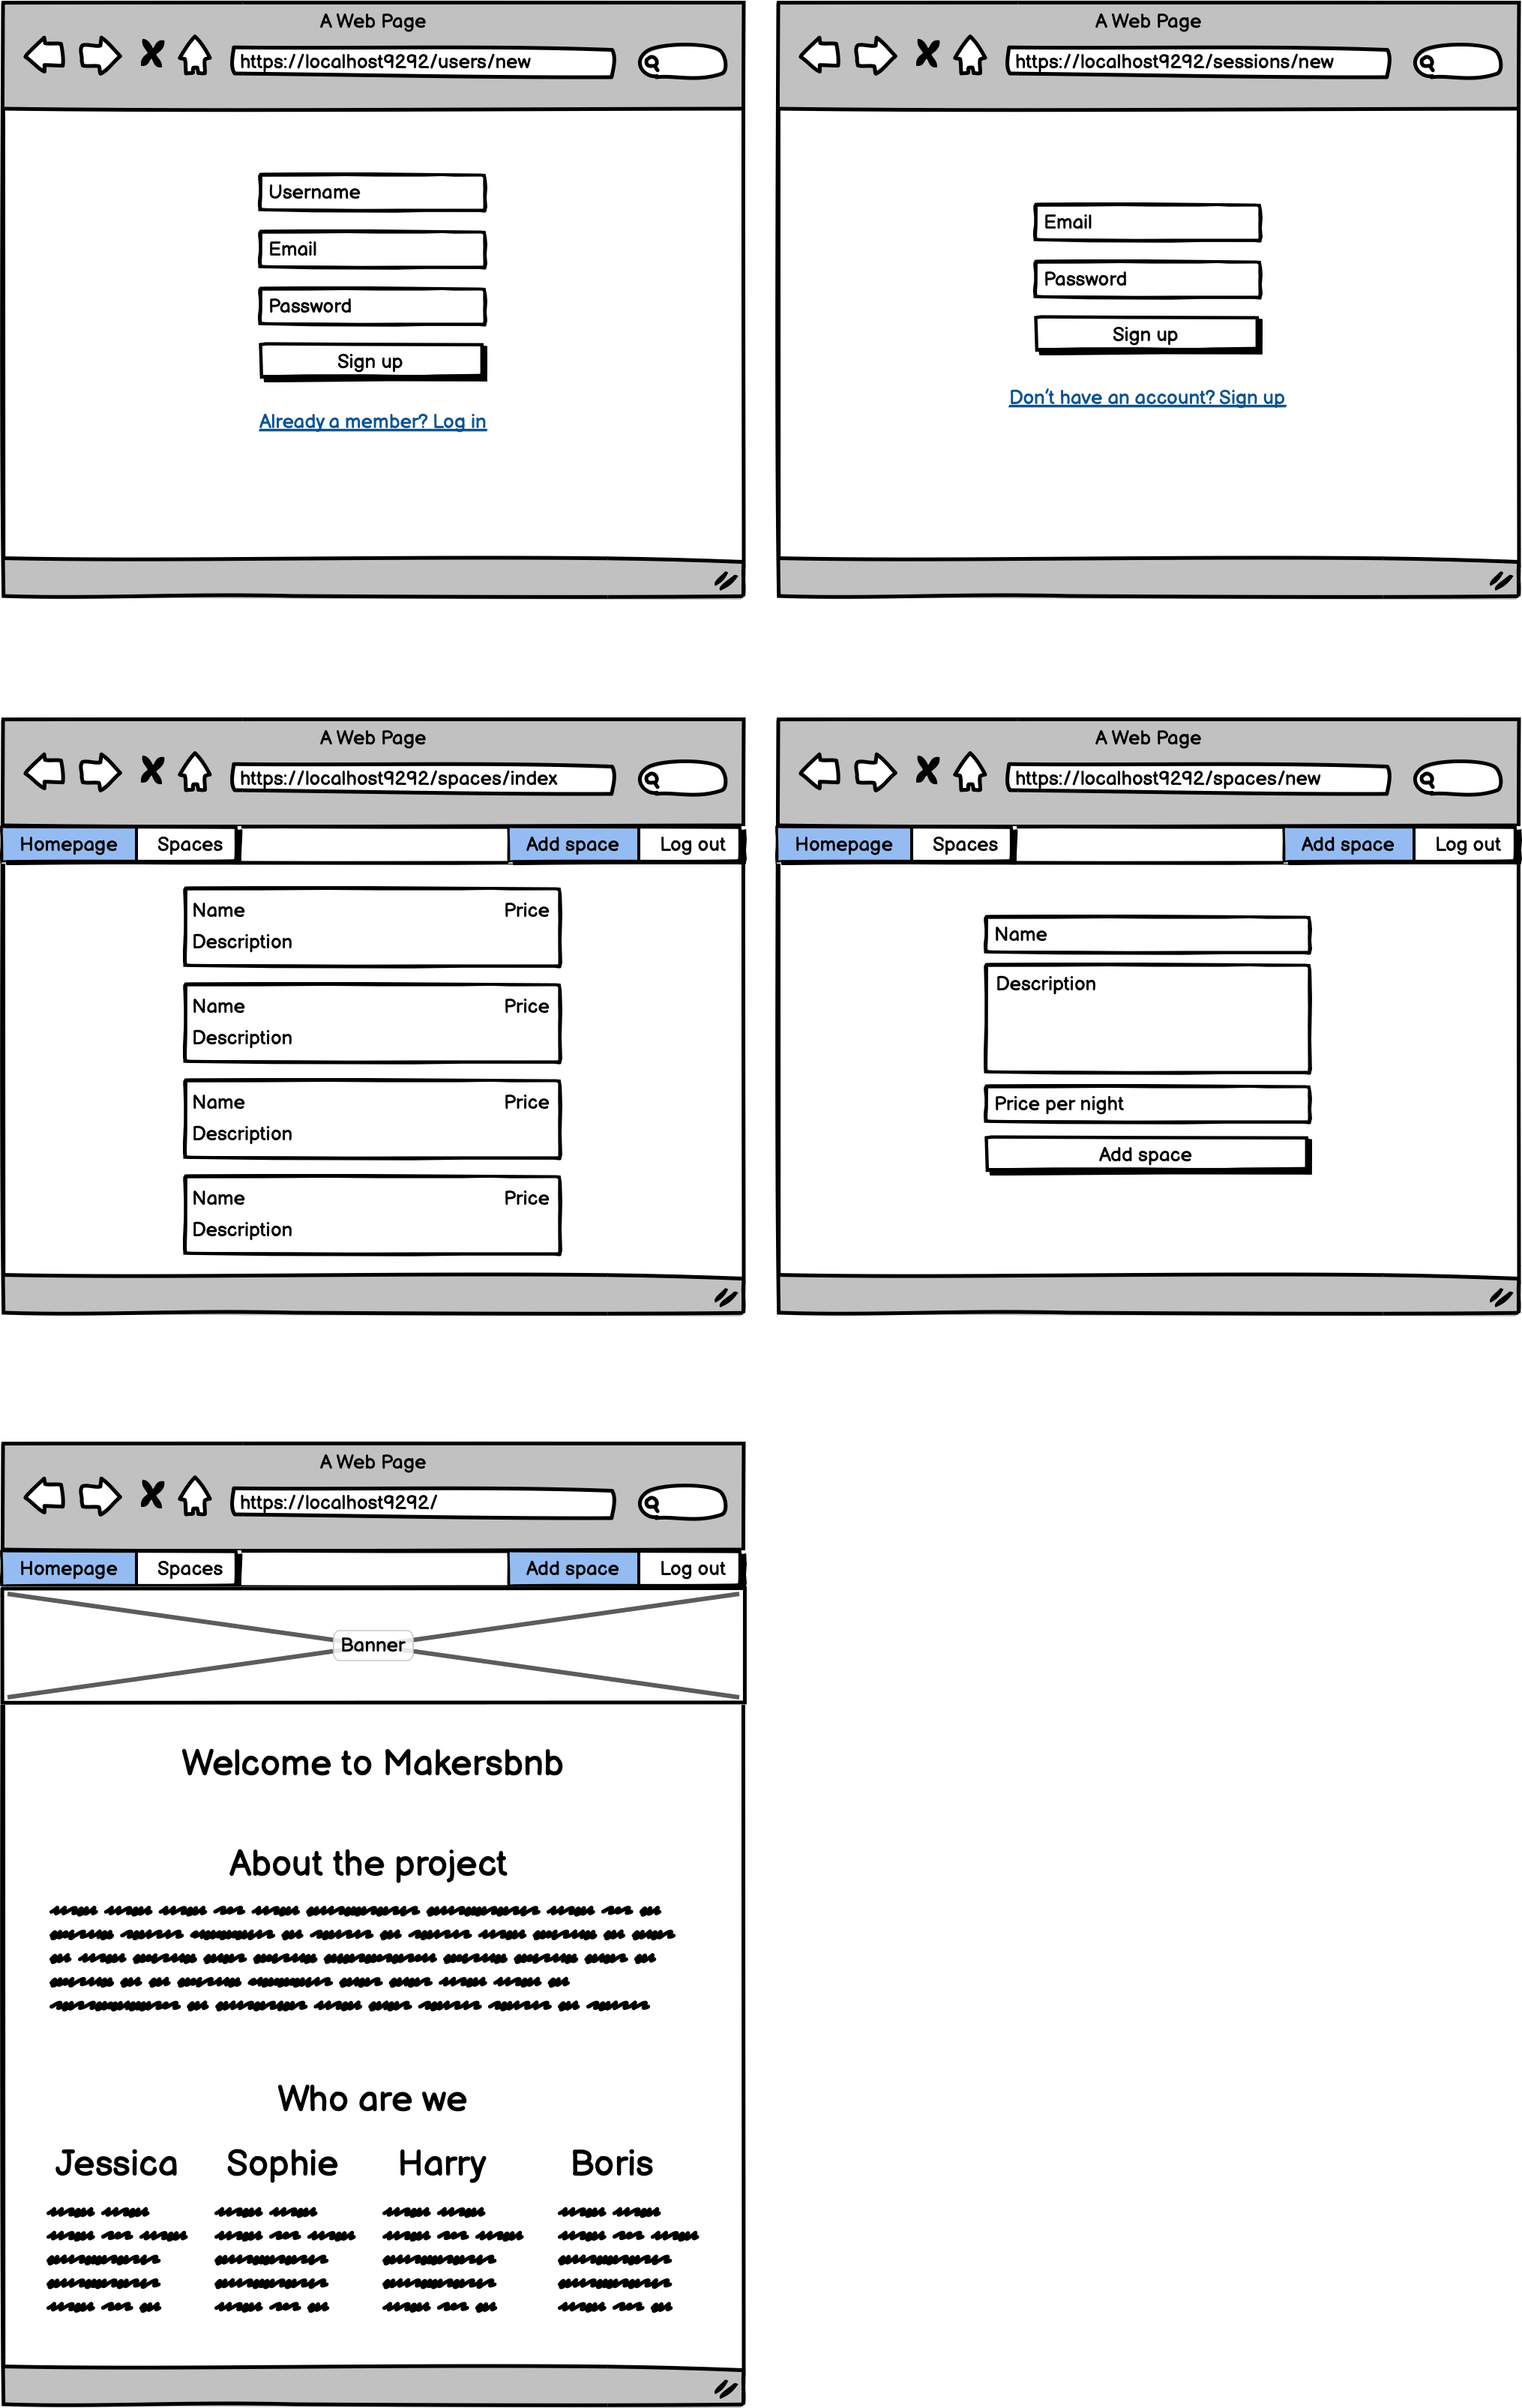 A Web Page
https://localhost9292/users/new
Username
Email
Password
Sign up
Already a member? Log in
A Web Page
https://localhost9292/sessions/new
Email
Password
Sign up
Don't have an account? Sign up
A Web Page
https://localhost9292/spaces/index
Homepage Spaces Add space Log out
Name Price
Description
Name Price
Description
Name Price
Description
Name Price
Description
A Web Page
https://localhost9292/spaces/new
Homepage Spaces Add space Log out
Name
Description
Price per night
Add space
A Web Page
https://localhost9292/
Homepage Spaces Add space Log out
Banner
Welcome to Makersbnb
About the project
Who are we
Jessica Sophie Harry Boris